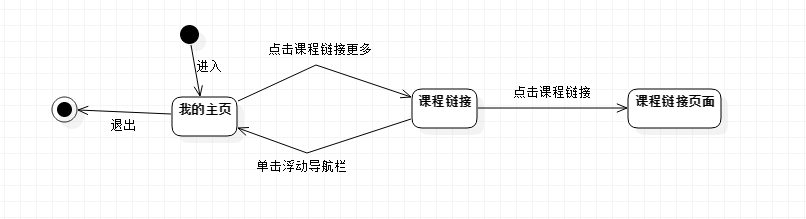 点击课程链接更多
进入
点击课程链接
我的主页
课程链接
课程链接页面
退出
单击浮动导航栏